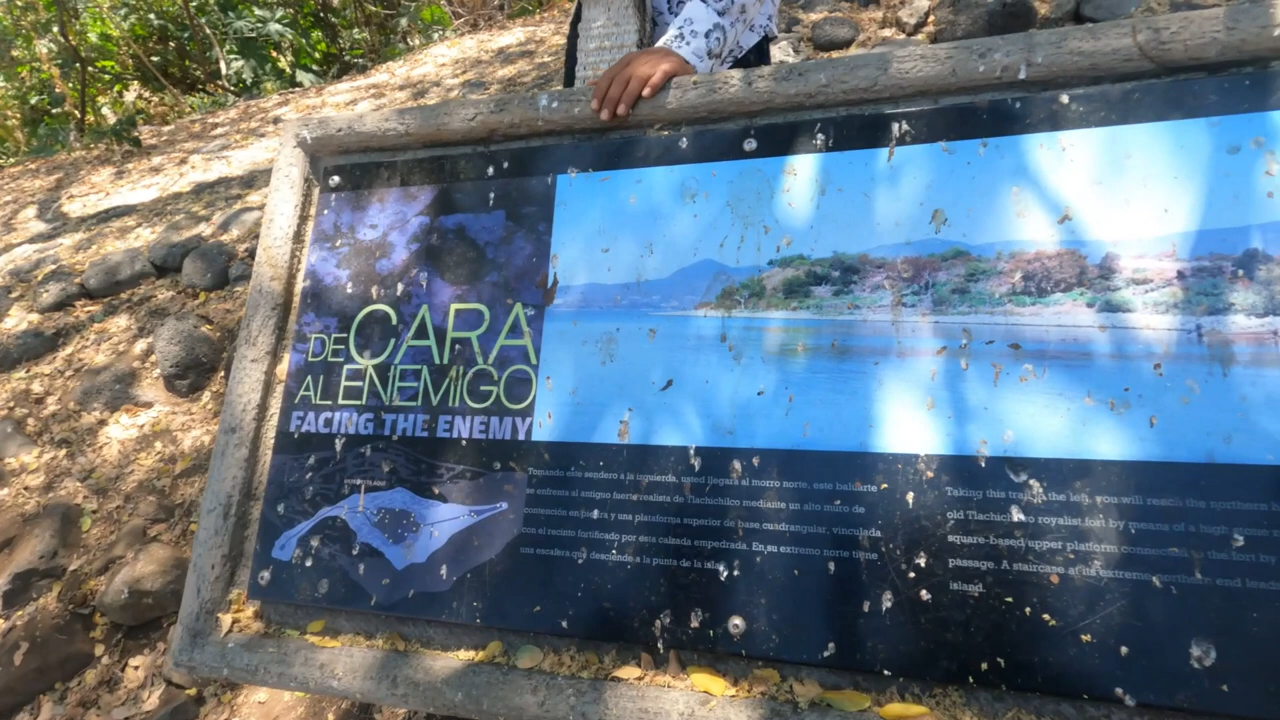 DE CARA
AL ENEMIGO
FACING THE ENEMY
USTED ESTÁ AQUÍ
Tomando este sendero a la izquierda, usted llegará al morro norte, este baluarte
se enfrenta al antiguo fuerte realista de Tlachichilco mediante un alto muro de
contención en piedra y una plataforma superior de base cuadrangular, vinculada
con el recinto fortificado por esta calzada empedrada. En su extremo norte tiene
una escalera que desciende a la punta de la isla.
Taking this trail to the left, you will reach the northern
old Tlachichilco royalist fort by means of a high
square-based upper platform connected to the fort by
passage. A staircase at its extreme northern end leads
island.